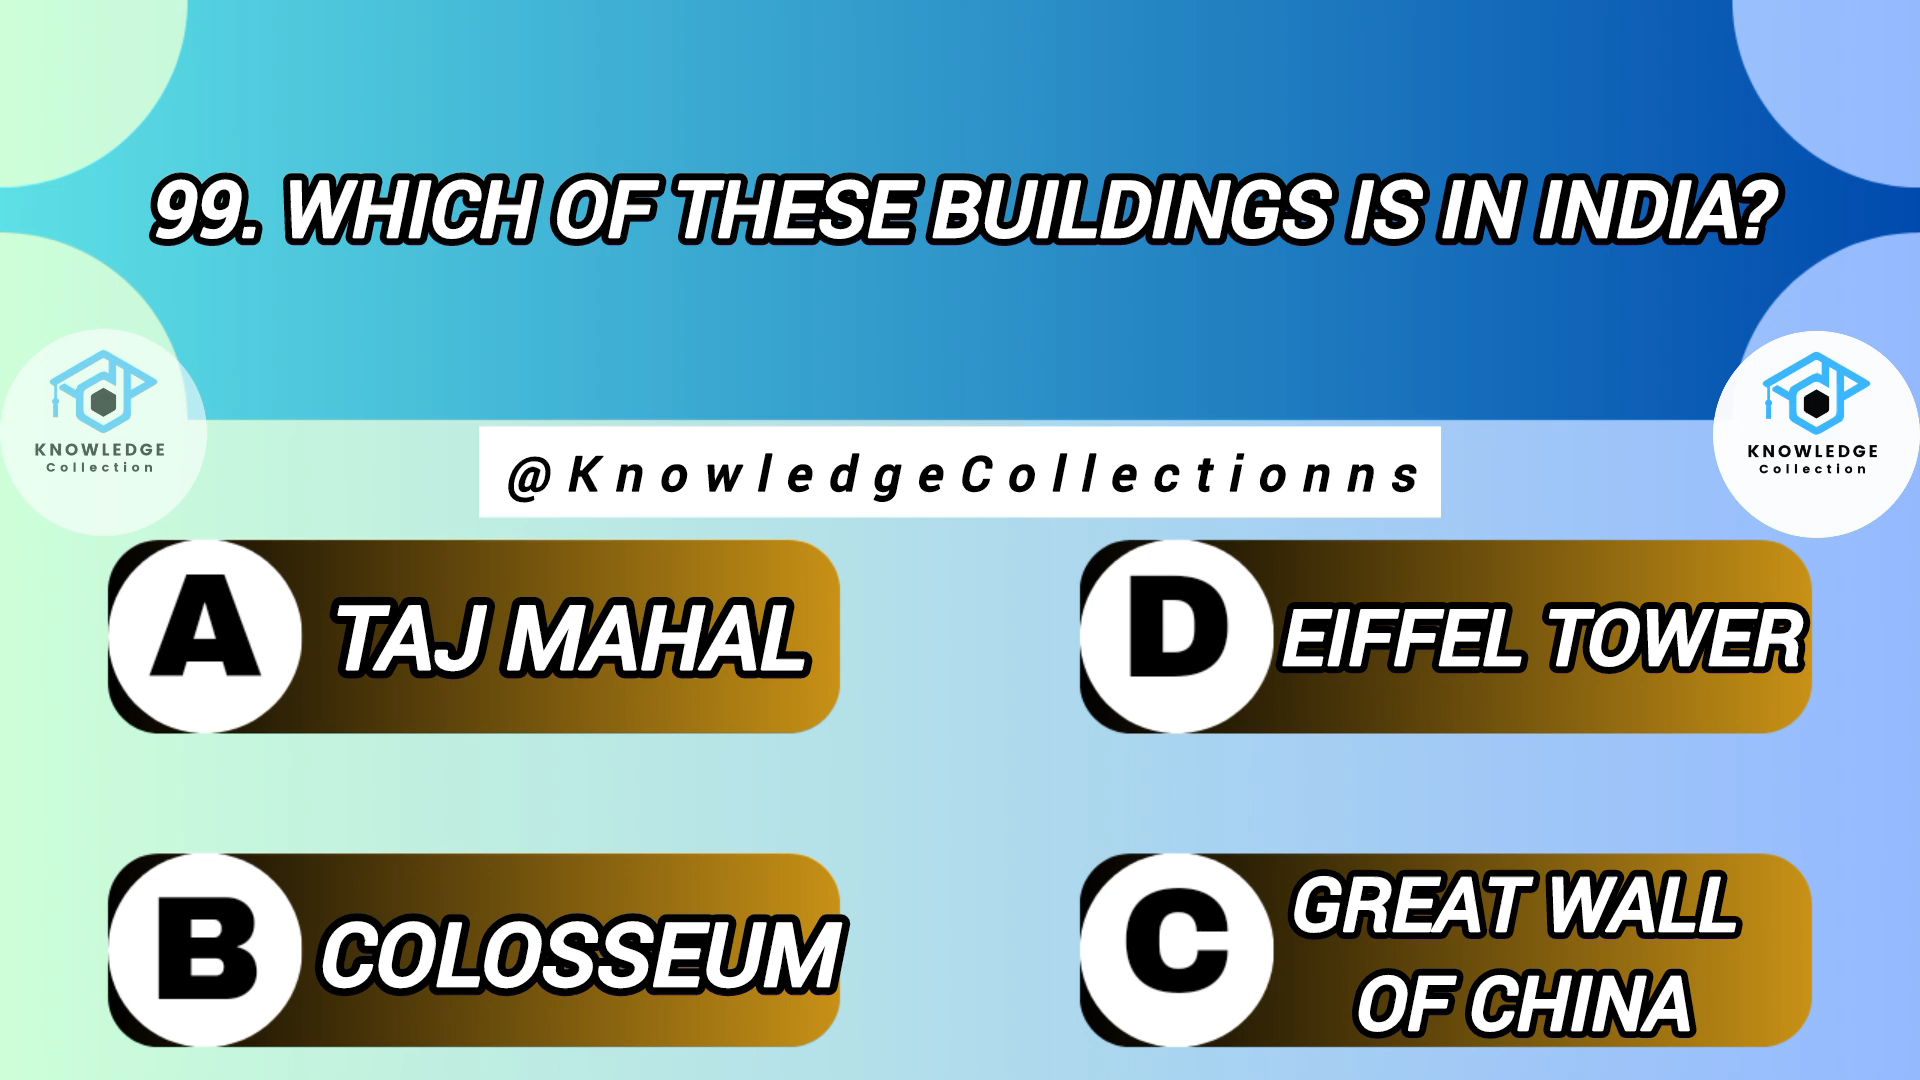 99. WHICH OF THESE BUILDINGS IS IN INDIA?
KNOWLEDGE
Collection
KNOWLEDGE
Collection
@KnowledgeCollectionns
A TAJ MAHAL
D EIFFEL TOWER
B COLOSSEUM
C GREAT WALL
OF CHINA